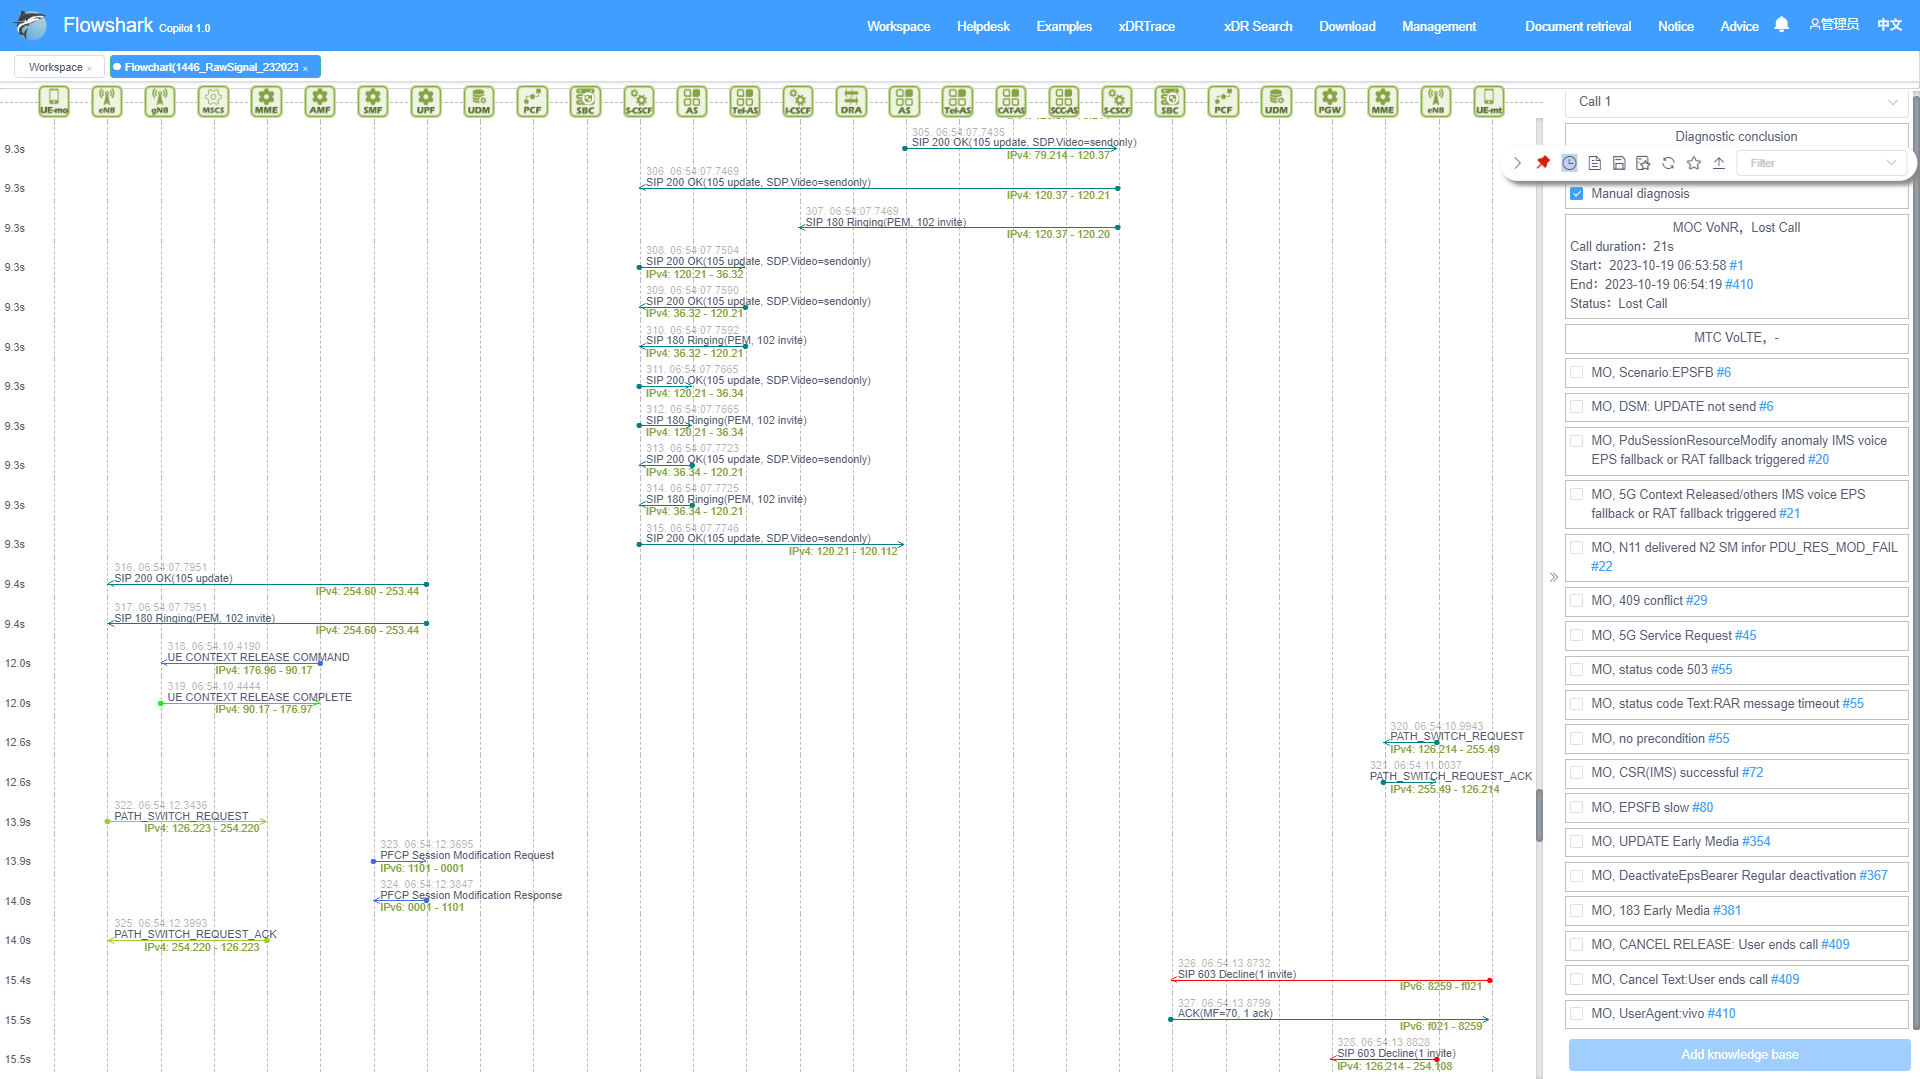 Flowshark Copilot 1.0
Workspace
Helpdesk
Examples
xDRTrace
xDR Search
Download
Management
Document retrieval
Notice
Advice
管理员
中文
Workspace ×
Flowchart(1446_RawSignal_232023 ×
UE-mo
eNB
gNB
MSCS
MME
AMF
SMF
UPF
UDM
PCF
SBC
S-CSCF
AS
Tel-AS
I-CSCF
DRA
AS
Tel-AS
CATAS
SCC-AS
S-CSCF
SBC
PCF
UDM
PGW
MME
eNB
UE-mt
9.3s
305. 06:54:07.7435
SIP 200 OK(105 update, SDP.Video=sendonly)
IPv4: 79.214 - 120.37
9.3s
306. 06:54:07.7469
SIP 200 OK(105 update, SDP.Video=sendonly)
IPv4: 120.37 - 120.21
9.3s
307. 06:54:07.7469
SIP 180 Ringing(PEM, 102 invite)
IPv4: 120.37 - 120.20
9.3s
308. 06:54:07.7504
SIP 200 OK(105 update, SDP.Video=sendonly)
IPv4: 120.21 - 36.32
9.3s
309. 06:54:07.7590
SIP 200 OK(105 update, SDP.Video=sendonly)
IPv4: 36.32 - 120.21
9.3s
310. 06:54:07.7592
SIP 180 Ringing(PEM, 102 invite)
IPv4: 36.32 - 120.21
9.3s
311. 06:54:07.7665
SIP 200 OK(105 update, SDP.Video=sendonly)
IPv4: 120.21 - 36.34
9.3s
312. 06:54:07.7665
SIP 180 Ringing(PEM, 102 invite)
IPv4: 120.21 - 36.34
9.3s
313. 06:54:07.7723
SIP 200 OK(105 update, SDP.Video=sendonly)
IPv4: 36.34 - 120.21
9.3s
314. 06:54:07.7725
SIP 180 Ringing(PEM, 102 invite)
IPv4: 36.34 - 120.21
9.3s
315. 06:54:07.7746
SIP 200 OK(105 update, SDP.Video=sendonly)
IPv4: 120.21 - 120.112
9.4s
316. 06:54:07.7951
SIP 200 OK(105 update)
IPv4: 254.60 - 253.44
9.4s
317. 06:54:07.7951
SIP 180 Ringing(PEM, 102 invite)
IPv4: 254.60 - 253.44
12.0s
318. 06:54:10.4190
UE CONTEXT RELEASE COMMAND
IPv4: 176.96 - 90.17
12.0s
319. 06:54:10.4444
UE CONTEXT RELEASE COMPLETE
IPv4: 90.17 - 176.97
12.6s
320. 06:54:10.9943
PATH_SWITCH_REQUEST
IPv4: 126.214 - 255.49
12.6s
321. 06:54:11.0037
PATH_SWITCH_REQUEST_ACK
IPv4: 255.49 - 126.214
13.9s
322. 06:54:12.3436
PATH_SWITCH_REQUEST
IPv4: 126.223 - 254.220
13.9s
323. 06:54:12.3695
PFCP Session Modification Request
IPv6: 1101 - 0001
14.0s
324. 06:54:12.3847
PFCP Session Modification Response
IPv6: 0001 - 1101
14.0s
325. 06:54:12.3993
PATH_SWITCH_REQUEST_ACK
IPv4: 254.220 - 126.223
15.4s
326. 06:54:13.8732
SIP 603 Decline(1 invite)
IPv6: 8259 - f021
15.5s
327. 06:54:13.8799
ACK(MF=70, 1 ack)
IPv6: f021 - 8259
15.5s
328. 06:54:13.8828
SIP 603 Decline(1 invite)
IPv4: 126.214 - 254.108
Call 1
Diagnostic conclusion
Filter
Manual diagnosis
MOC VoNR，Lost Call
Call duration：21s
Start：2023-10-19 06:53:58 #1
End：2023-10-19 06:54:19 #410
Status：Lost Call
MTC VoLTE，-
MO, Scenario:EPSFB #6
MO, DSM: UPDATE not send #6
MO, PduSessionResourceModify anomaly IMS voice
EPS fallback or RAT fallback triggered #20
MO, 5G Context Released/others IMS voice EPS
fallback or RAT fallback triggered #21
MO, N11 delivered N2 SM infor PDU_RES_MOD_FAIL
#22
MO, 409 conflict #29
MO, 5G Service Request #45
MO, status code 503 #55
MO, status code Text:RAR message timeout #55
MO, no precondition #55
MO, CSR(IMS) successful #72
MO, EPSFB slow #80
MO, UPDATE Early Media #354
MO, DeactivateEpsBearer Regular deactivation #367
MO, 183 Early Media #381
MO, CANCEL RELEASE: User ends call #409
MO, Cancel Text:User ends call #409
MO, UserAgent:vivo #410
Add knowledge base